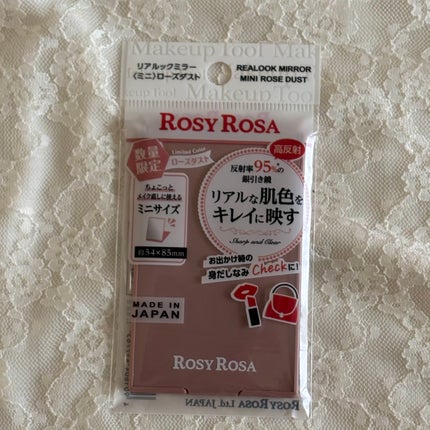 Makeup Tool
リアルックミラー
〈ミニ〉ローズダスト
REALOOK MIRROR
MINI ROSE DUST
ROSY ROSA
数量
限定
Limited Color
ローズダスト
高反射
反射率95%の
銀引き鏡
リアルな肌色を
キレイに映す
Sharp and Clear
ちょこっと
メイク直しに使える
ミニサイズ
約54×85mm
お出かけ時の
身だしなみCheckに!
MADE IN
JAPAN
ROSY ROSA
ROSY ROSA Ltd. JAPAN